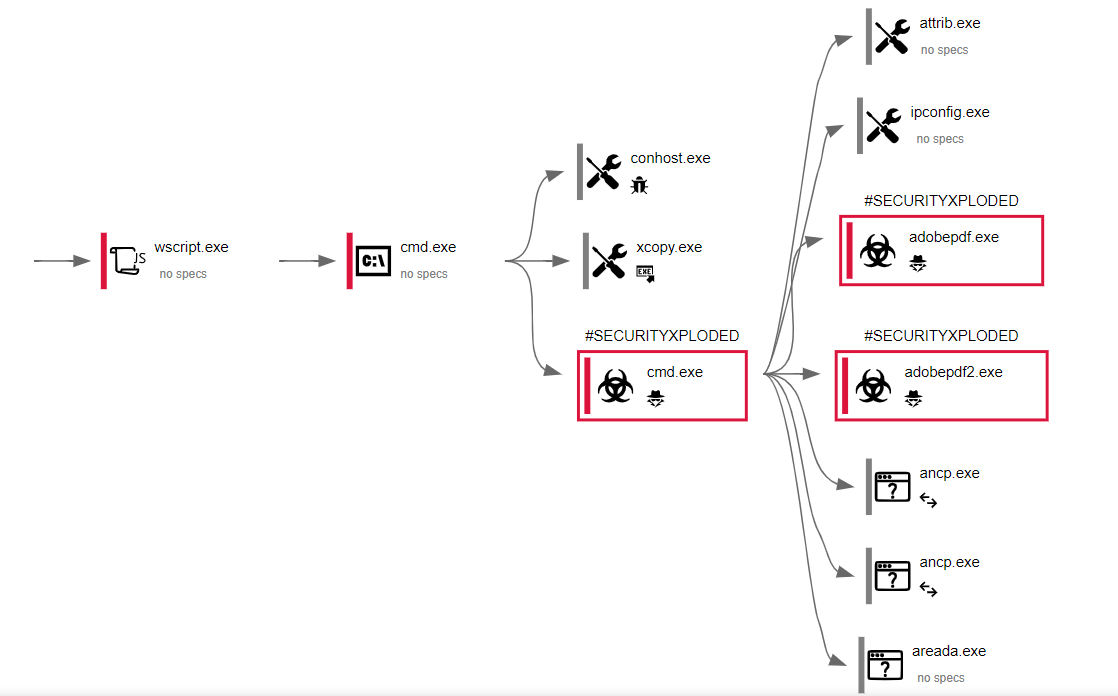 wscript.exe
no specs
JS
cmd.exe
no specs
C:\
conhost.exe
xcopy.exe
EXE
#SECURITYXPLODED
cmd.exe
attrib.exe
no specs
ipconfig.exe
no specs
#SECURITYXPLODED
adobepdf.exe
#SECURITYXPLODED
adobepdf2.exe
ancp.exe
?
ancp.exe
?
areada.exe
?
no specs